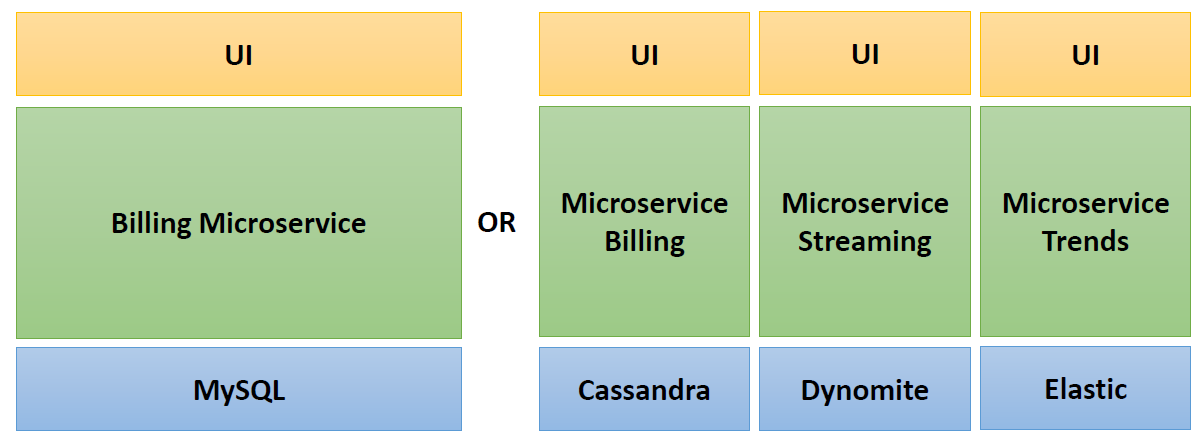 UI
Billing Microservice
MySQL
OR
UI
Microservice
Billing
Cassandra
UI
Microservice
Streaming
Dynomite
UI
Microservice
Trends
Elastic